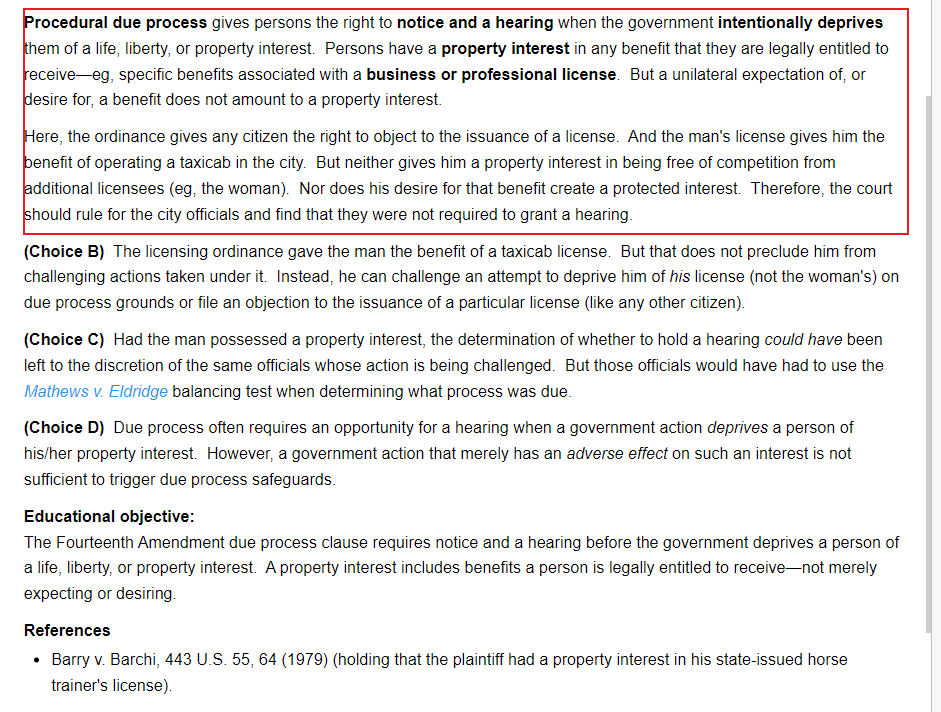 Procedural due process gives persons the right to notice and a hearing when the government intentionally deprives
them of a life, liberty, or property interest.  Persons have a property interest in any benefit that they are legally entitled to
receive—eg, specific benefits associated with a business or professional license.  But a unilateral expectation of, or
desire for, a benefit does not amount to a property interest.
Here, the ordinance gives any citizen the right to object to the issuance of a license.  And the man's license gives him the
benefit of operating a taxicab in the city.  But neither gives him a property interest in being free of competition from
additional licensees (eg, the woman).  Nor does his desire for that benefit create a protected interest.  Therefore, the court
should rule for the city officials and find that they were not required to grant a hearing.
(Choice B)  The licensing ordinance gave the man the benefit of a taxicab license.  But that does not preclude him from
challenging actions taken under it.  Instead, he can challenge an attempt to deprive him of his license (not the woman's) on
due process grounds or file an objection to the issuance of a particular license (like any other citizen).
(Choice C)  Had the man possessed a property interest, the determination of whether to hold a hearing could have been
left to the discretion of the same officials whose action is being challenged.  But those officials would have had to use the
Mathews v. Eldridge balancing test when determining what process was due.
(Choice D)  Due process often requires an opportunity for a hearing when a government action deprives a person of
his/her property interest.  However, a government action that merely has an adverse effect on such an interest is not
sufficient to trigger due process safeguards.
Educational objective:
The Fourteenth Amendment due process clause requires notice and a hearing before the government deprives a person of
a life, liberty, or property interest.  A property interest includes benefits a person is legally entitled to receive—not merely
expecting or desiring.
References
• Barry v. Barchi, 443 U.S. 55, 64 (1979) (holding that the plaintiff had a property interest in his state-issued horse
trainer's license).